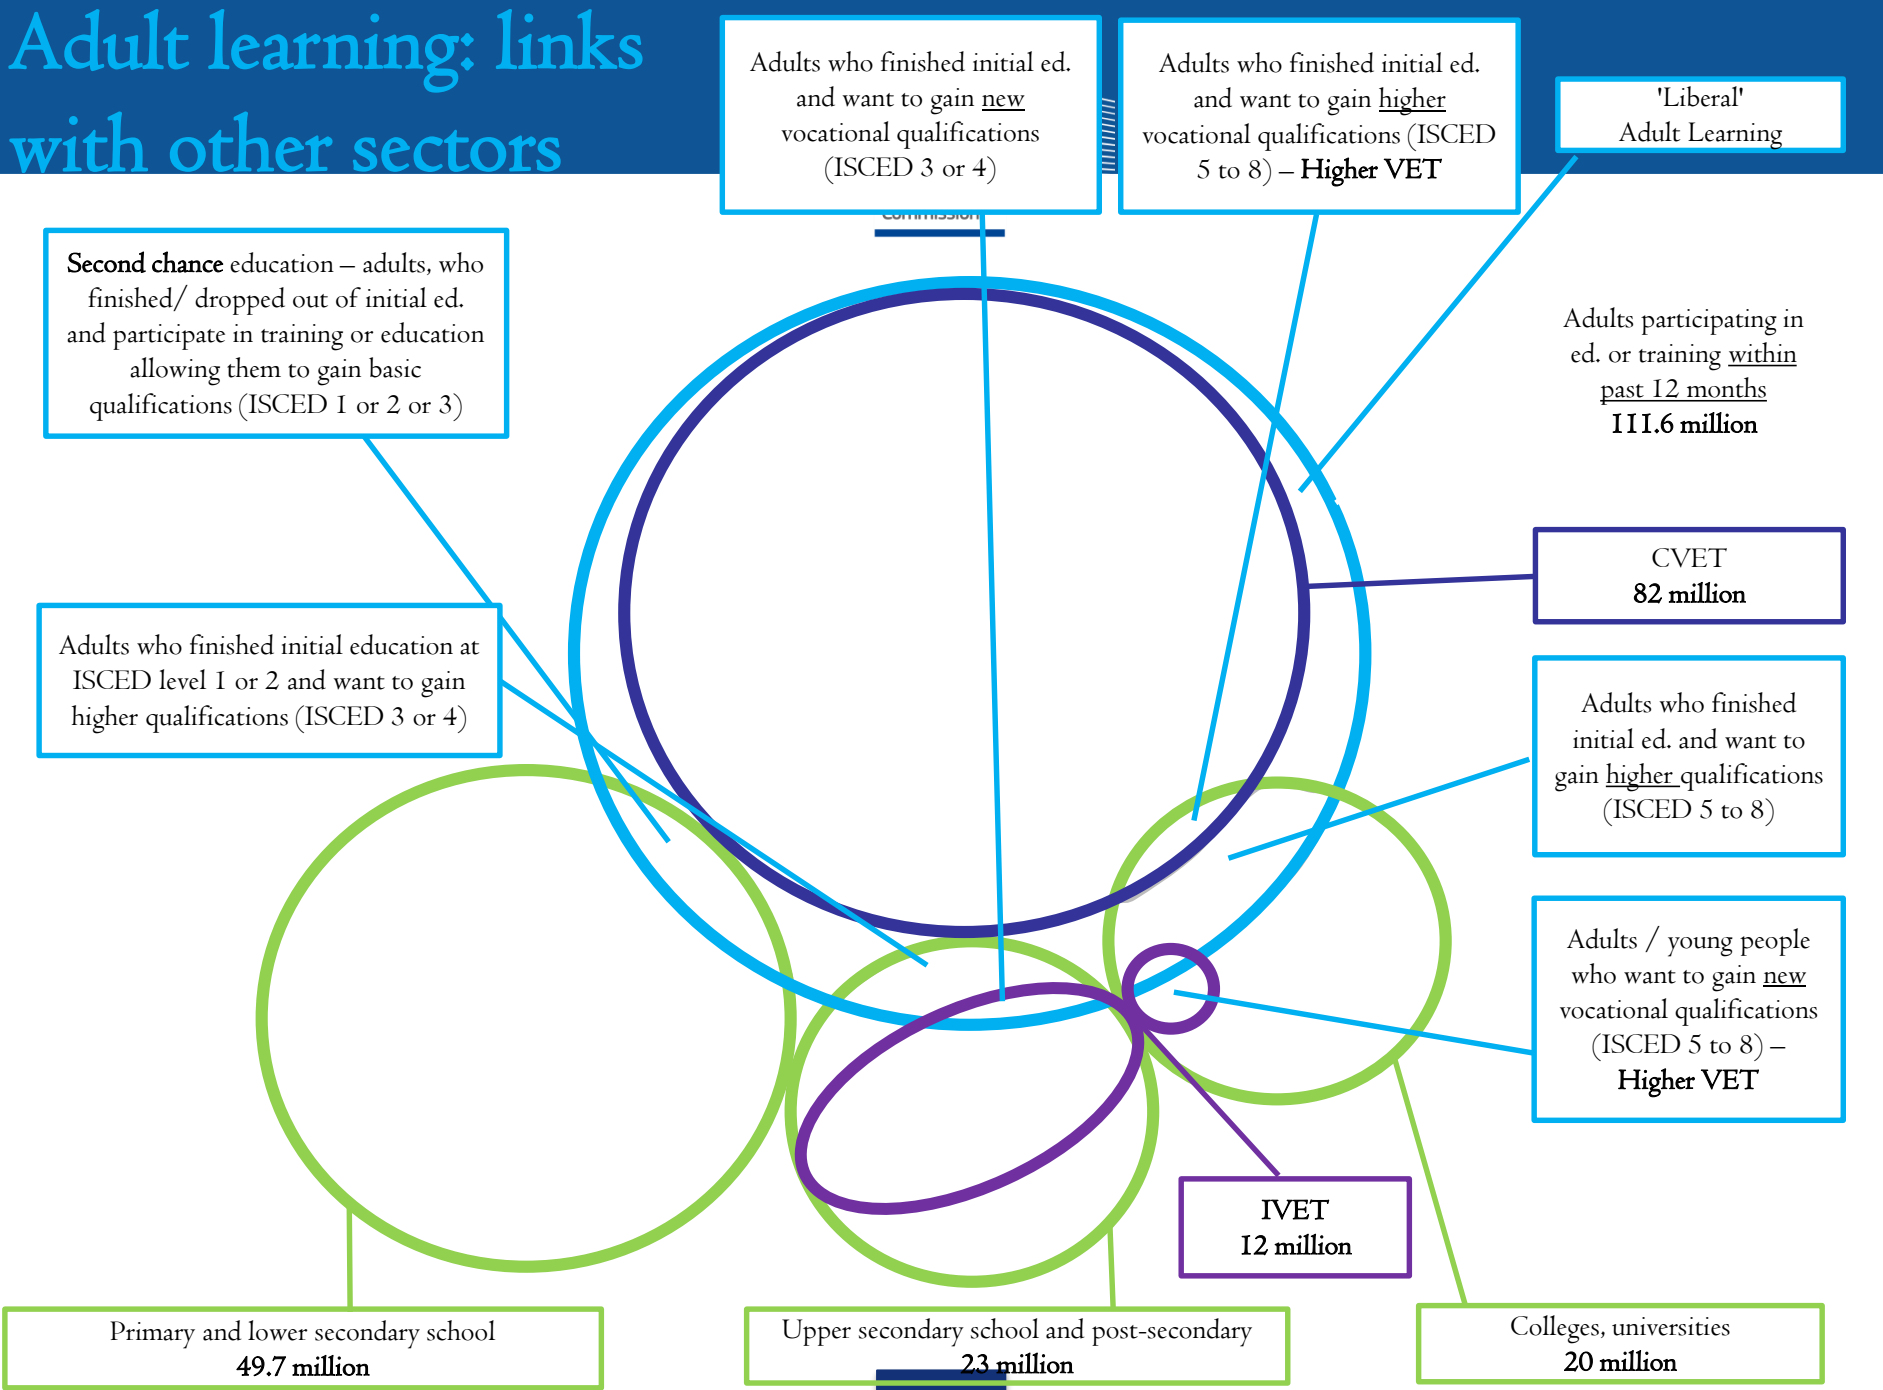 Adult learning: links
with other sectors
Adults who finished initial ed.
and want to gain new
vocational qualifications
(ISCED 3 or 4)
Adults who finished initial ed.
and want to gain higher
vocational qualifications (ISCED
5 to 8) – Higher VET
'Liberal'
Adult Learning
Commission
Second chance education – adults, who
finished/ dropped out of initial ed.
and participate in training or education
allowing them to gain basic
qualifications (ISCED 1 or 2 or 3)
Adults participating in
ed. or training within
past 12 months
111.6 million
CVET
82 million
Adults who finished initial education at
ISCED level 1 or 2 and want to gain
higher qualifications (ISCED 3 or 4)
Adults who finished
initial ed. and want to
gain higher qualifications
(ISCED 5 to 8)
Adults / young people
who want to gain new
vocational qualifications
(ISCED 5 to 8) –
Higher VET
IVET
12 million
Primary and lower secondary school
49.7 million
Upper secondary school and post-secondary
23 million
Colleges, universities
20 million